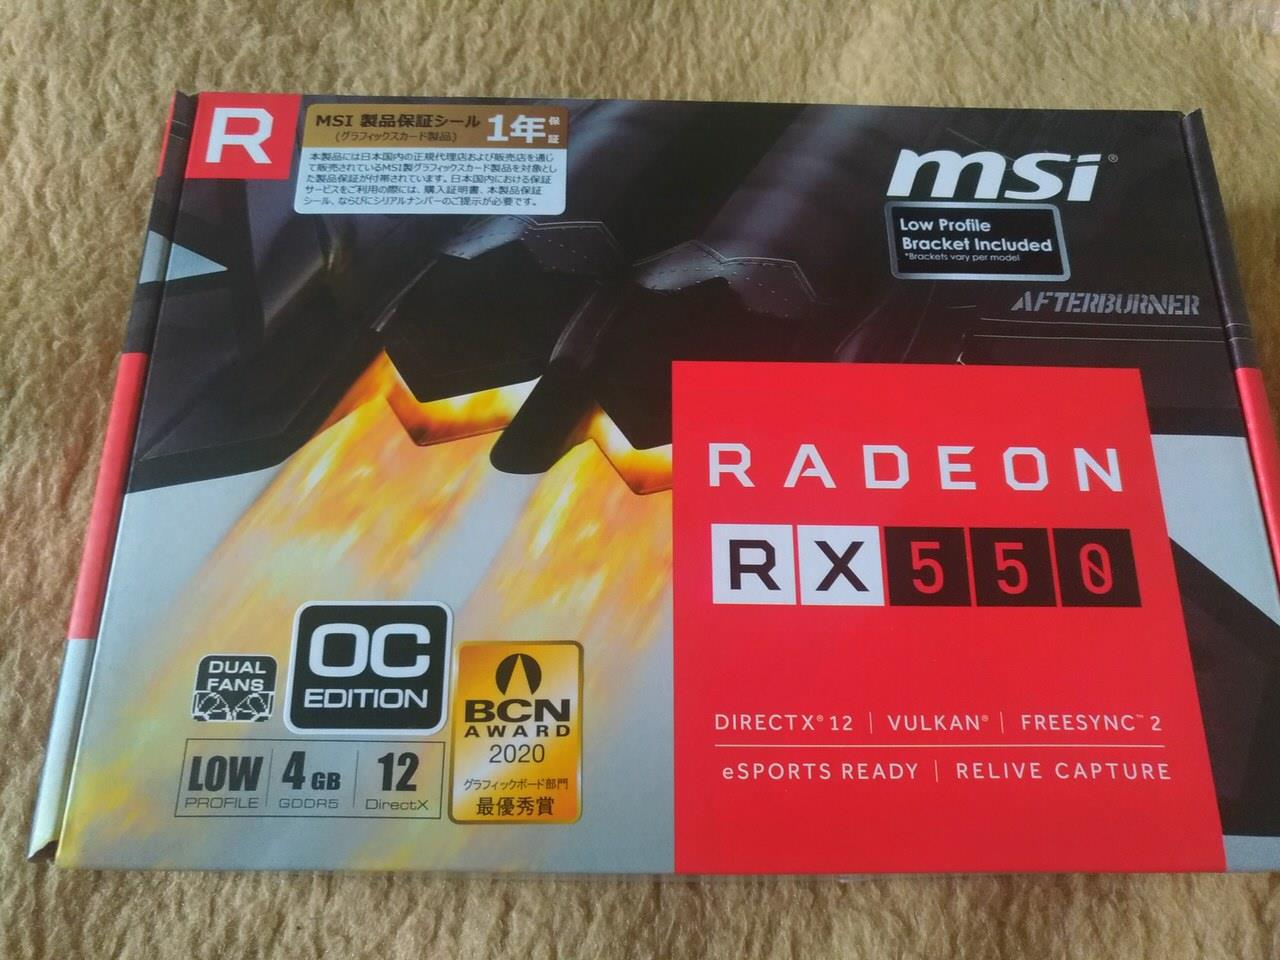 R
MSI 製品保証シール
(グラフィックスカード製品)
1年保証
本製品には日本国内の正規代理店および販売店を通じ
て販売されているMSI製グラフィックスカード製品を対象とし
た製品保証が付帯されています。日本国内における保証
サービスをご利用の際には、購入証明書、本製品保証
シール、ならびにシリアルナンバーのご提示が必要です。
msi®
Low Profile
Bracket Included
*Brackets vary per model
AFTERBURNER
RADEON
RX550
DIRECTX® 12 | VULKAN® | FREESYNC™ 2
eSPORTS READY | RELIVE CAPTURE
DUAL
FANS
OC
EDITION
LOW
PROFILE
4 GB
GDDR5
12
DirectX
BCN
AWARD
2020
グラフィックボード部門
最優秀賞